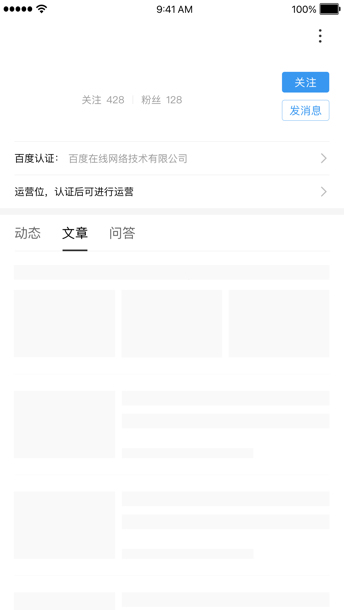 9:41 AM 100%
关注
关注 428 粉丝 128
发消息
百度认证： 百度在线网络技术有限公司
运营位，认证后可进行运营
动态 文章 问答